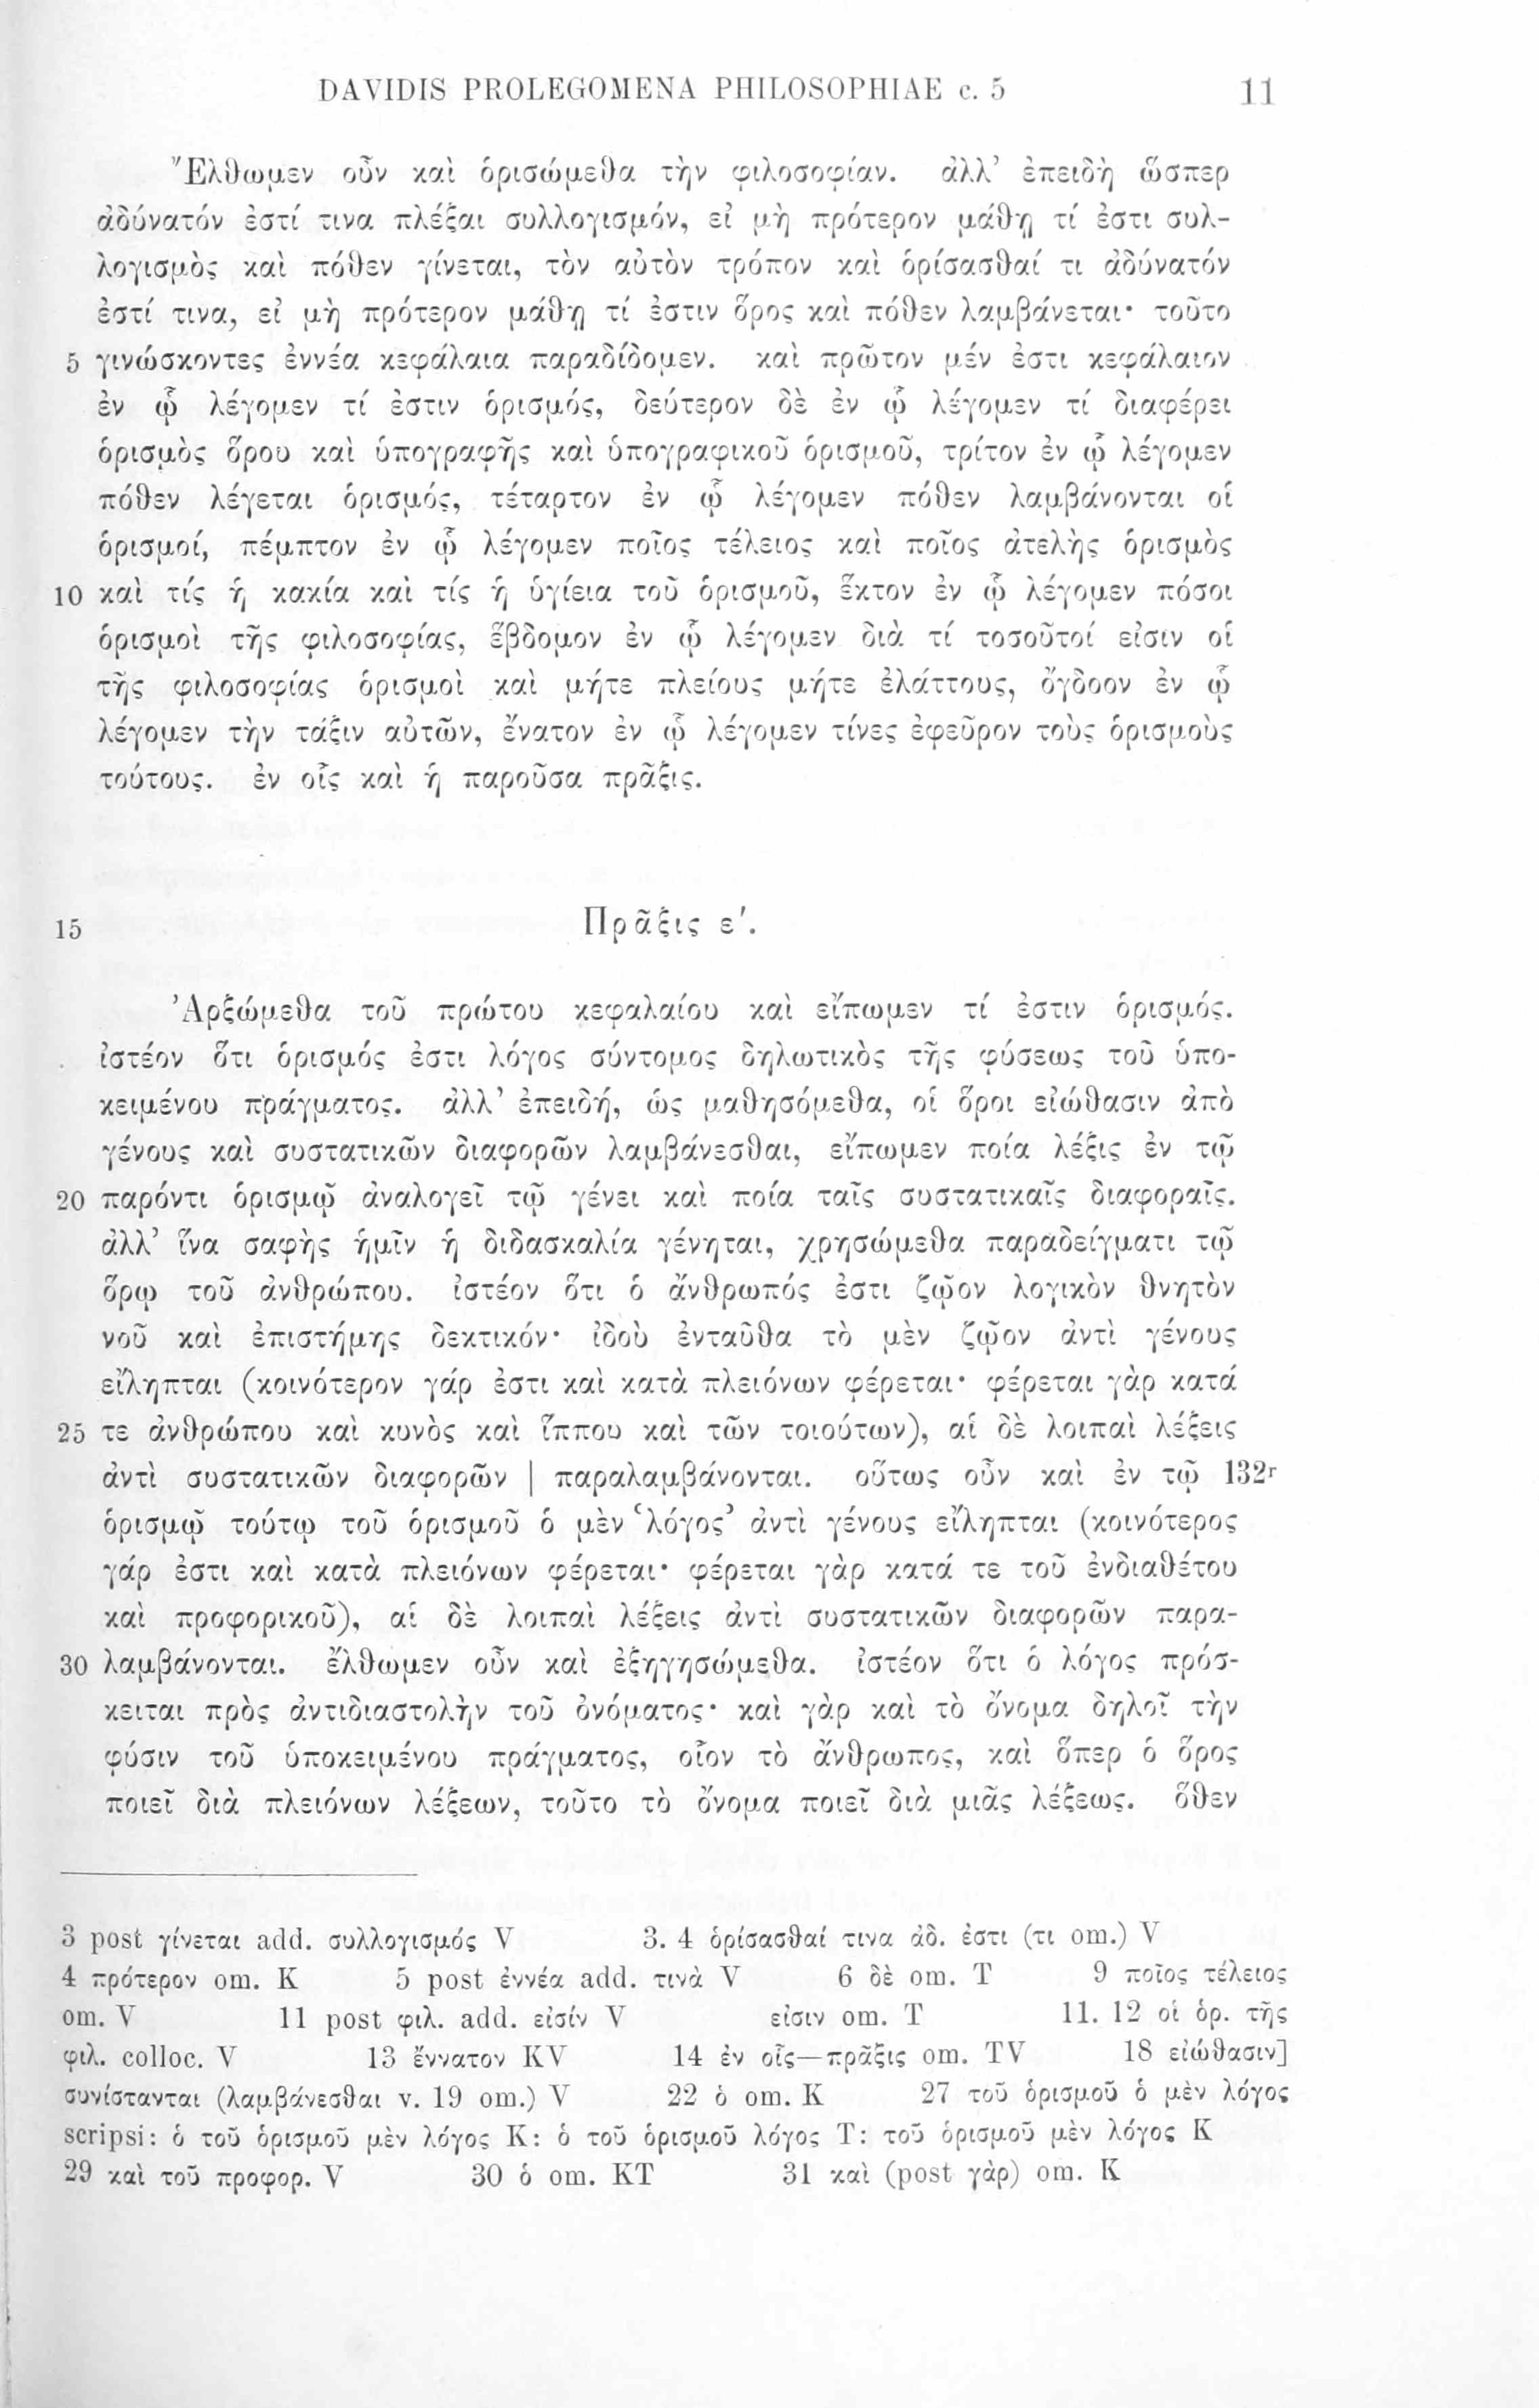 DAVIDIS PROLEGOMENA PHILOSOPHIAE c. 5 11
Ἔλθωμεν οὖν καὶ ὁρισώμεθα τὴν φιλοσοφίαν. ἀλλ’ ἐπειδὴ ὥσπερ
ἀδύνατόν ἐστί τινα πλέξαι συλλογισμόν, εἰ μὴ πρότερον μάθῃ τί ἐστι συλ-
λογισμὸς καὶ πόθεν γίνεται, τὸν αὐτὸν τρόπον καὶ ὁρίσασθαί τι ἀδύνατόν
ἐστί τινα, εἰ μὴ πρότερον μάθῃ τί ἐστιν ὅρος καὶ πόθεν λαμβάνεται· τοῦτο
5 γινώσκοντες ἐννέα κεφάλαια παραδίδομεν. καὶ πρῶτον μέν ἐστι κεφάλαιον
ἐν ᾧ λέγομεν τί ἐστιν ὁρισμός, δεύτερον δὲ ἐν ᾧ λέγομεν τί διαφέρει
ὁρισμὸς ὅρου καὶ ὑπογραφῆς καὶ ὑπογραφικοῦ ὁρισμοῦ, τρίτον ἐν ᾧ λέγομεν
πόθεν λέγεται ὁρισμός, τέταρτον ἐν ᾧ λέγομεν πόθεν λαμβάνονται οἱ
ὁρισμοί, πέμπτον ἐν ᾧ λέγομεν ποῖος τέλειος καὶ ποῖος ἀτελὴς ὁρισμὸς
10 καὶ τίς ἡ κακία καὶ τίς ἡ ὑγίεια τοῦ ὁρισμοῦ, ἕκτον ἐν ᾧ λέγομεν πόσοι
ὁρισμοὶ τῆς φιλοσοφίας, ἕβδομον ἐν ᾧ λέγομεν διὰ τί τοσοῦτοί εἰσιν οἱ
τῆς φιλοσοφίας ὁρισμοὶ καὶ μήτε πλείους μήτε ἐλάττους, ὄγδοον ἐν ᾧ
λέγομεν τὴν τάξιν αὐτῶν, ἔνατον ἐν ᾧ λέγομεν τίνες ἐφεῦρον τοὺς ὁρισμοὺς
τούτους. ἐν οἷς καὶ ἡ παροῦσα πρᾶξις.
15 Πρᾶξις ε′.
Ἀρξώμεθα τοῦ πρώτου κεφαλαίου καὶ εἴπωμεν τί ἐστιν ὁρισμός.
ἰστέον ὅτι ὁρισμός ἐστι λόγος σύντομος δηλωτικὸς τῆς φύσεως τοῦ ὑπο-
κειμένου πράγματος. ἀλλ’ ἐπειδή, ὡς μαθησόμεθα, οἱ ὅροι εἰώθασιν ἀπὸ
γένους καὶ συστατικῶν διαφορῶν λαμβάνεσθαι, εἴπωμεν ποία λέξις ἐν τῷ
20 παρόντι ὁρισμῷ ἀναλογεῖ τῷ γένει καὶ ποία ταῖς συστατικαῖς διαφοραῖς.
ἀλλ’ ἵνα σαφὴς ἡμῖν ἡ διδασκαλία γένηται, χρησώμεθα παραδείγματι τῷ
ὅρῳ τοῦ ἀνθρώπου. ἰστέον ὅτι ὁ ἄνθρωπός ἐστι ζῷον λογικὸν θνητὸν
νοῦ καὶ ἐπιστήμης δεκτικόν· ἰδοὺ ἐνταῦθα τὸ μὲν ζῷον ἀντὶ γένους
εἴληπται (κοινότερον γάρ ἐστι καὶ κατὰ πλειόνων φέρεται· φέρεται γὰρ κατά
25 τε ἀνθρώπου καὶ κυνὸς καὶ ἵππου καὶ τῶν τοιούτων), αἱ δὲ λοιπαὶ λέξεις
ἀντὶ συστατικῶν διαφορῶν | παραλαμβάνονται. οὕτως οὖν καὶ ἐν τῷ 132r
ὁρισμῷ τούτῳ τοῦ ὁρισμοῦ ὁ μὲν ‘λόγος’ ἀντὶ γένους εἴληπται (κοινότερος
γάρ ἐστι καὶ κατὰ πλειόνων φέρεται· φέρεται γὰρ κατά τε τοῦ ἐνδιαθέτου
καὶ προφορικοῦ), αἱ δὲ λοιπαὶ λέξεις ἀντὶ συστατικῶν διαφορῶν παρα-
30 λαμβάνονται. ἔλθωμεν οὖν καὶ ἐξηγησώμεθα. ἰστέον ὅτι ὁ λόγος πρόσ-
κειται πρὸς ἀντιδιαστολὴν τοῦ ὀνόματος· καὶ γὰρ καὶ τὸ ὄνομα δηλοῖ τὴν
φύσιν τοῦ ὑποκειμένου πράγματος, οἷον τὸ ἄνθρωπος, καὶ ὅπερ ὁ ὅρος
ποιεῖ διὰ πλειόνων λέξεων, τοῦτο τὸ ὄνομα ποιεῖ διὰ μιᾶς λέξεως. ὅθεν
3 post γίνεται add. συλλογισμός V 3. 4 ὁρίσασθαί τινα ἀδ. ἐστι (τι om.) V
4 πρότερον om. K 5 post ἐννέα add. τινὰ V 6 δὲ om. T 9 ποῖος τέλειος
om. V 11 post φιλ. add. εἰσίν V εἰσιν om. T 11. 12 οἱ ὁρ. τῆς
φιλ. colloc. V 13 ἔννατον KV 14 ἐν οἷς—πρᾶξις om. TV 18 εἰώθασιν]
συνίστανται (λαμβάνεσθαι v. 19 om.) V 22 ὁ om. K 27 τοῦ ὁρισμοῦ ὁ μὲν λόγος
scripsi: ὁ τοῦ ὁρισμοῦ μὲν λόγος K: ὁ τοῦ ὁρισμοῦ λόγος T: τοῦ ὁρισμοῦ μὲν λόγος K
29 καὶ τοῦ προφορ. V 30 ὁ om. KT 31 καὶ (post γὰρ) om. K